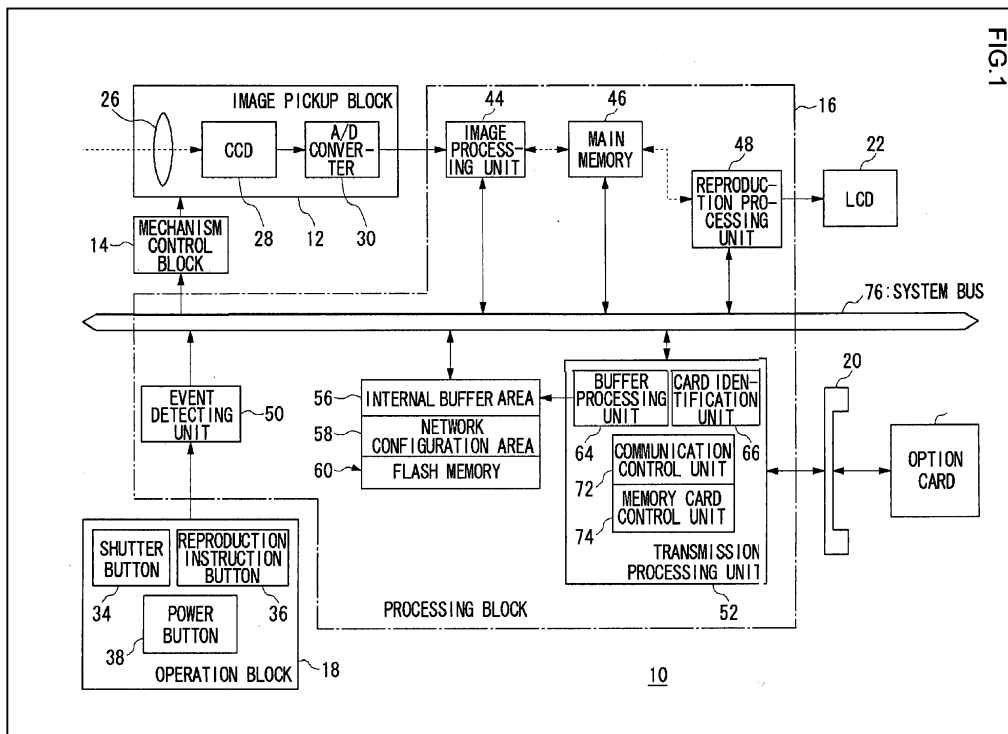 FIG.1
26
IMAGE PICKUP BLOCK
CCD
A/D
CONVER-
TER
28
12
30
44
IMAGE
PROCESS-
ING UNIT
46
MAIN
MEMORY
16
48
REPRODUC-
TION PRO-
CESSING
UNIT
22
LCD
14
MECHANISM
CONTROL
BLOCK
76:SYSTEM BUS
EVENT
DETECTING
UNIT
50
56
INTERNAL BUFFER AREA
58
NETWORK
CONFIGURATION AREA
60
FLASH MEMORY
BUFFER
PROCESSING
UNIT
CARD IDEN-
TIFICATION
UNIT
64
66
COMMUNICATION
CONTROL UNIT
72
MEMORY CARD
CONTROL UNIT
74
TRANSMISSION
PROCESSING UNIT
52
20
OPTION
CARD
SHUTTER
BUTTON
REPRODUCTION
INSTRUCTION
BUTTON
34
36
POWER
BUTTON
38
OPERATION BLOCK
18
PROCESSING BLOCK
10